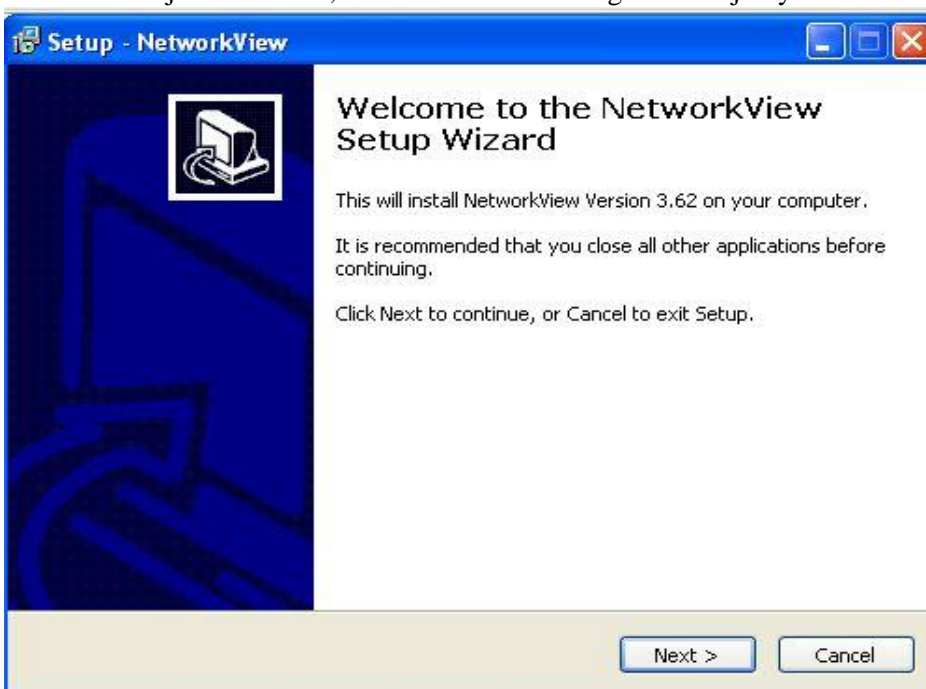 Setup - NetworkView
Welcome to the NetworkView
Setup Wizard
This will install NetworkView Version 3.62 on your computer.
It is recommended that you close all other applications before
continuing.
Click Next to continue, or Cancel to exit Setup.
Next >
Cancel